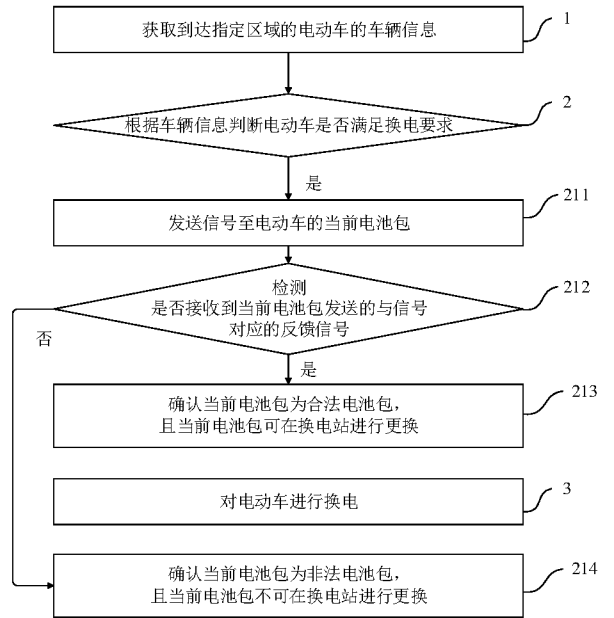 获取到达指定区域的电动车的车辆信息
1
根据车辆信息判断电动车是否满足换电要求
2
是
发送信号至电动车的当前电池包
211
检测
是否接收到当前电池包发送的与信号
对应的反馈信号
212
否
是
确认当前电池包为合法电池包，
且当前电池包可在换电站进行更换
213
对电动车进行换电
3
确认当前电池包为非法电池包，
且当前电池包不可在换电站进行更换
214